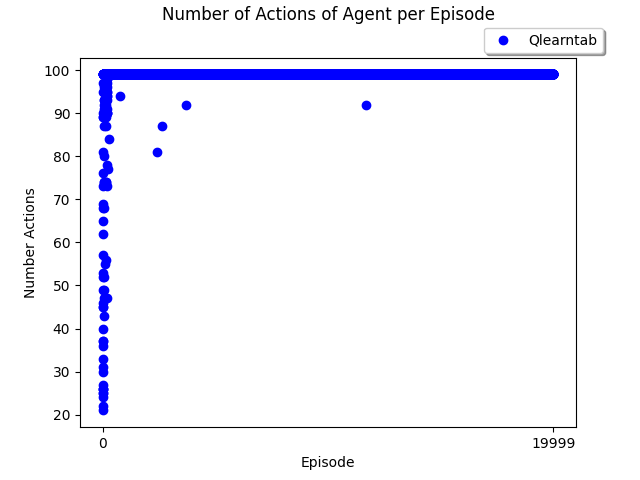 Number of Actions of Agent per Episode
Qlearntab
100
90
80
70
60
50
40
30
20
Number Actions
0 19999
Episode